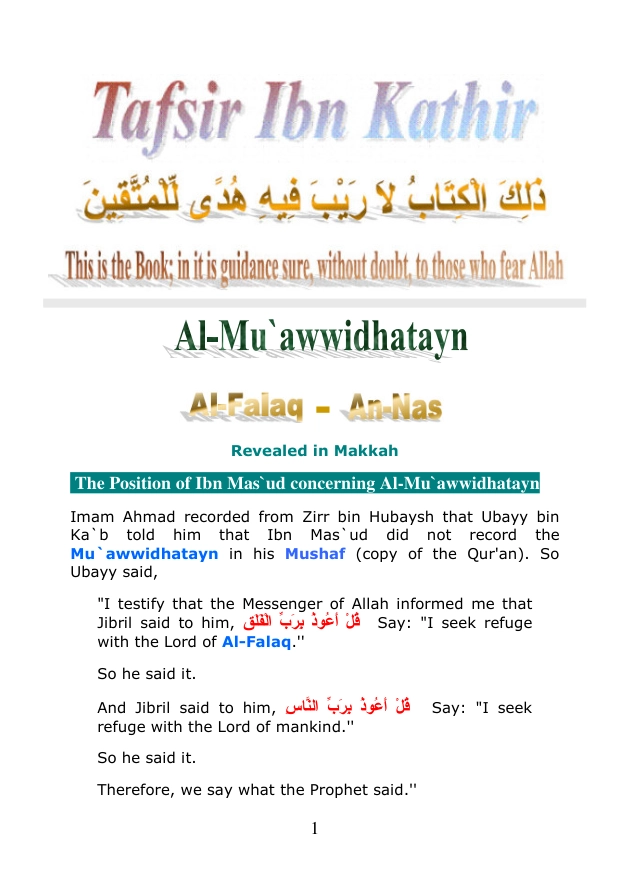 Tafsir Ibn Kathir
ذَلِكَ الْكِتَابُ لاَ رَيْبَ فِيهِ هُدًى لِّلْمُتَّقِينَ
This is the Book; in it is guidance sure, without doubt, to those who fear Allah
Al-Mu`awwidhatayn
Al-Falaq - An-Nas
Revealed in Makkah
The Position of Ibn Mas`ud concerning Al-Mu`awwidhatayn
Imam Ahmad recorded from Zirr bin Hubaysh that Ubayy bin
Ka`b told him that Ibn Mas`ud did not record the
Mu`awwidhatayn in his Mushaf (copy of the Qur'an). So
Ubayy said,
"I testify that the Messenger of Allah informed me that
Jibril said to him, قُلْ أَعُوذُ بِرَبِّ الْفَلَقِ Say: "I seek refuge
with the Lord of Al-Falaq.''
So he said it.
And Jibril said to him, قُلْ أَعُوذُ بِرَبِّ النَّاسِ Say: "I seek
refuge with the Lord of mankind.''
So he said it.
Therefore, we say what the Prophet said.''
1